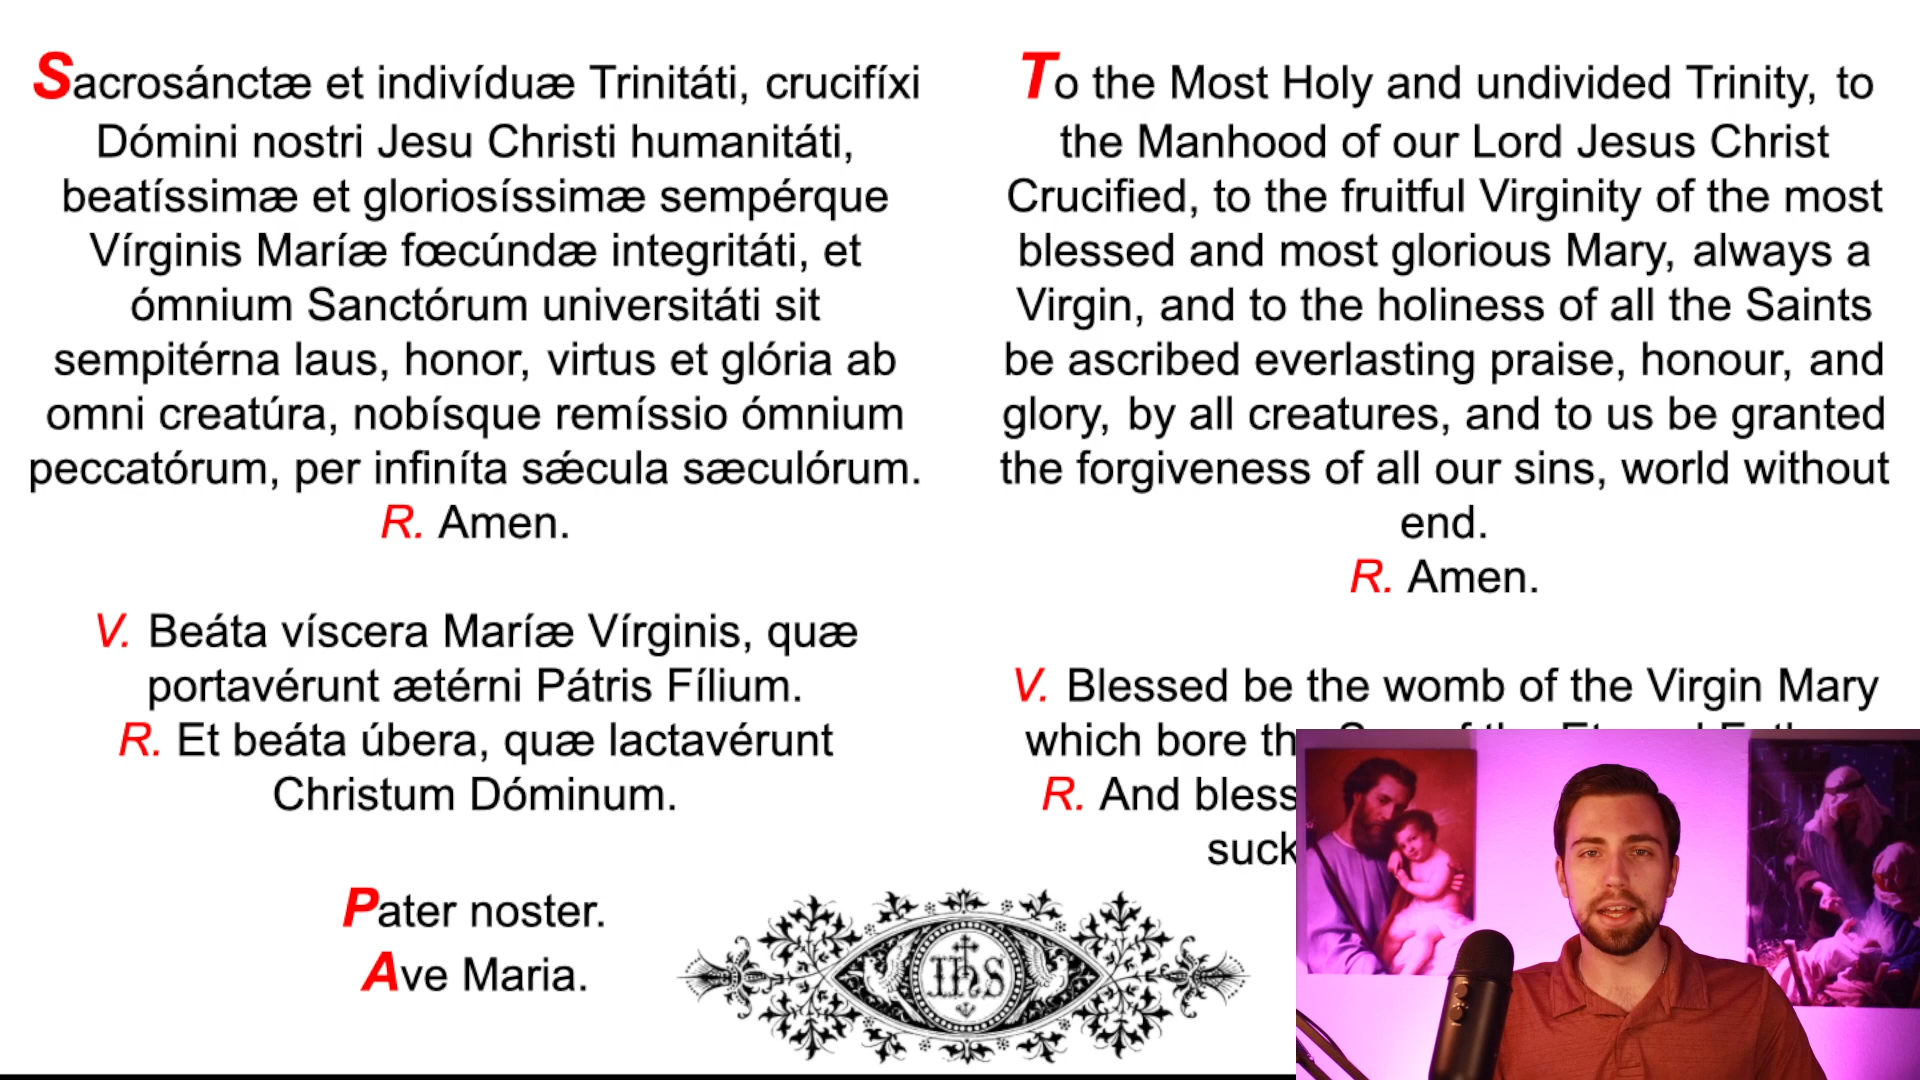 Sacrosánctæ et indivíduæ Trinitáti, crucifíxi
Dómini nostri Jesu Christi humanitáti,
beatíssimæ et gloriosíssimæ sempérque
Vírginis Maríæ fœcúndæ integritáti, et
ómnium Sanctórum universitáti sit
sempitérna laus, honor, virtus et glória ab
omni creatúra, nobísque remíssio ómnium
peccatórum, per infiníta sǽcula sæculórum.
R. Amen.
V. Beáta víscera Maríæ Vírginis, quæ
portavérunt ætérni Pátris Fílium.
R. Et beáta úbera, quæ lactavérunt
Christum Dóminum.
Pater noster.
Ave Maria.
To the Most Holy and undivided Trinity, to
the Manhood of our Lord Jesus Christ
Crucified, to the fruitful Virginity of the most
blessed and most glorious Mary, always a
Virgin, and to the holiness of all the Saints
be ascribed everlasting praise, honour, and
glory, by all creatures, and to us be granted
the forgiveness of all our sins, world without
end.
R. Amen.
V. Blessed be the womb of the Virgin Mary
which bore
R. And
IHS